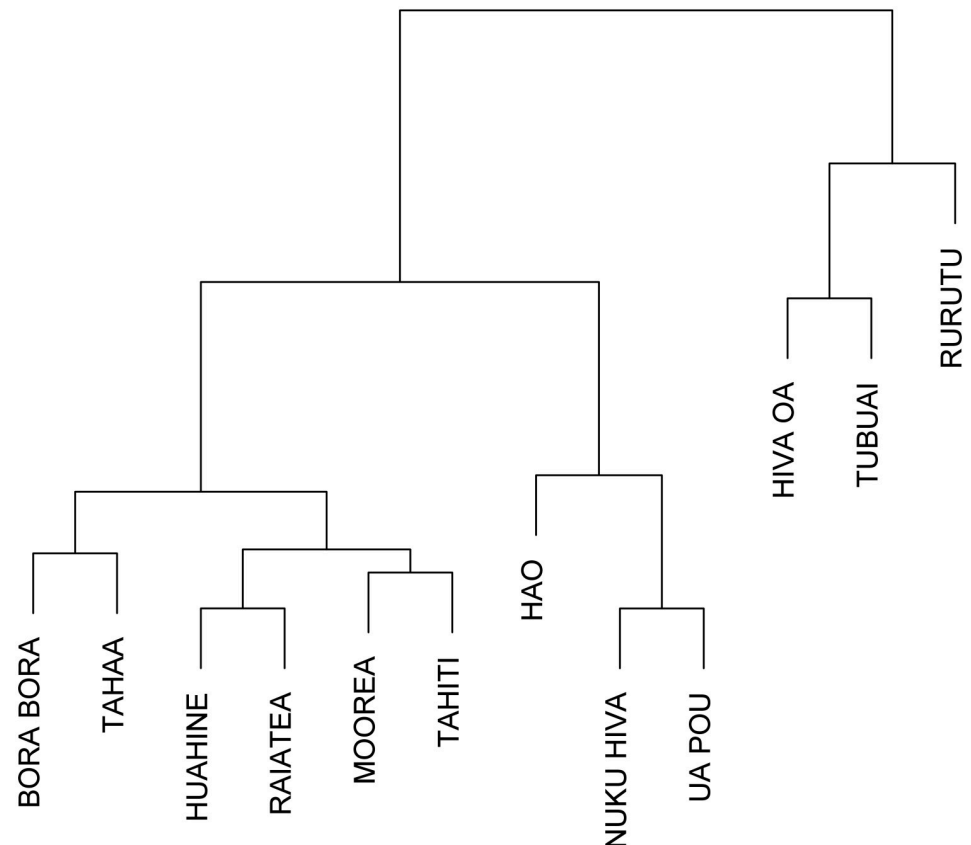 BORA BORA
TAHAA
HUAHINE
RAIATEA
MOOREA
TAHITI
HAO
NUKU HIVA
UA POU
HIVA OA
TUBUAI
RURUTU